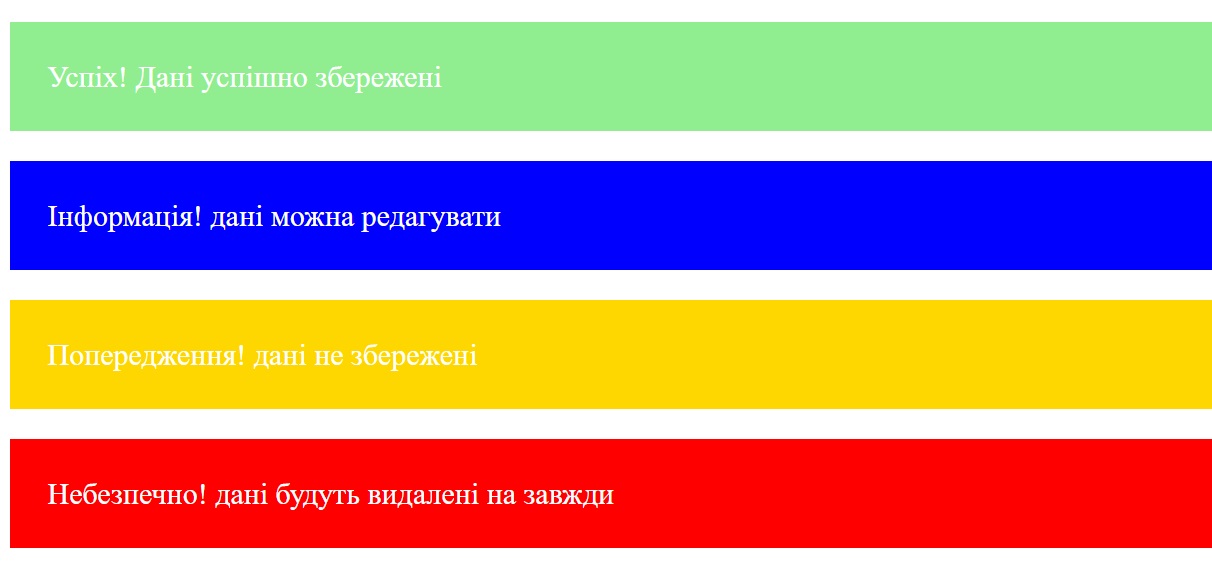 Успіх! Дані успішно збережені
Інформація! дані можна редагувати
Попередження! дані не збережені
Небезпечно! дані будуть видалені на завжди